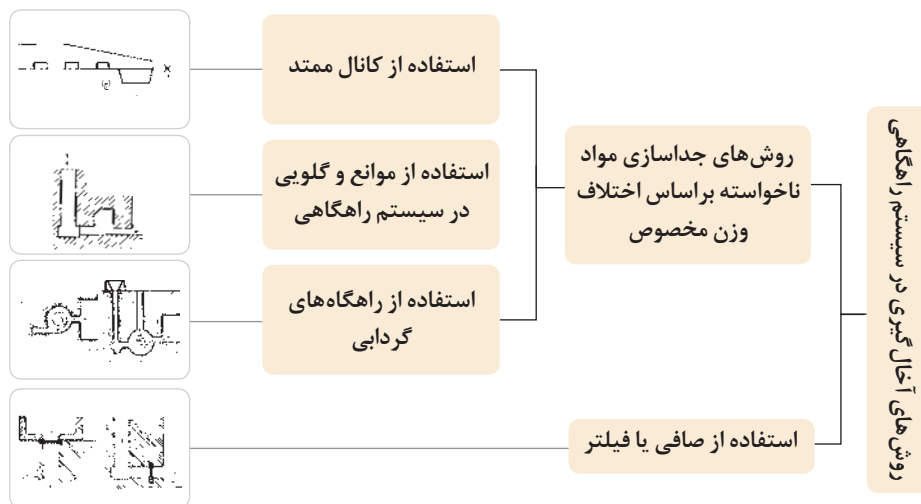 روش‌های آخال گیری در سیستم راهگاهی
روش‌های جداسازی مواد
ناخواسته براساس اختلاف
وزن مخصوص
استفاده از کانال ممتد
استفاده از موانع و گلویی
در سیستم راهگاهی
استفاده از راهگاه‌های
گردابی
استفاده از صافی یا فیلتر
(ج)